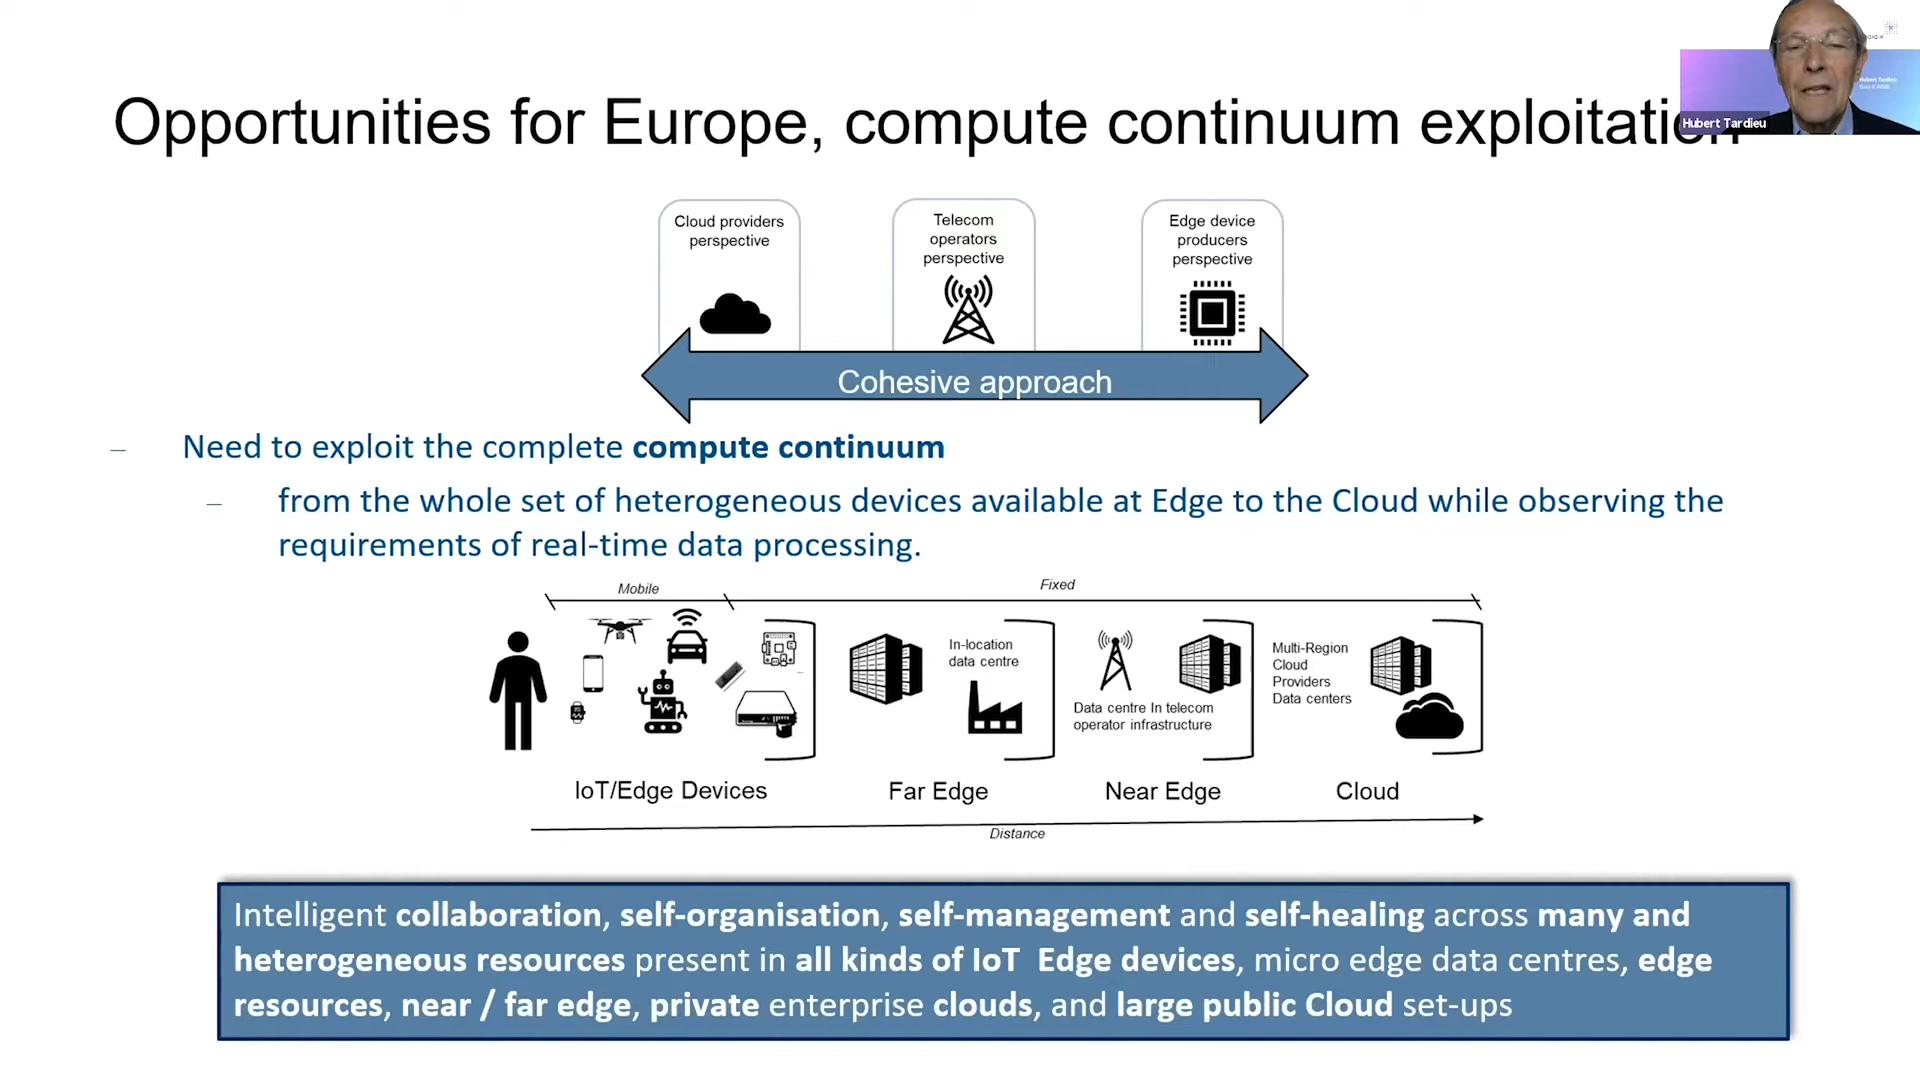 Opportunities for Europe, compute continuum exploitation
Hubert Tardieu
Cloud providers
perspective
Telecom
operators
perspective
Edge device
producers
perspective
Cohesive approach
– Need to exploit the complete compute continuum
– from the whole set of heterogeneous devices available at Edge to the Cloud while observing the
requirements of real-time data processing.
Mobile
Fixed
In-location
data centre
Data centre In telecom
operator infrastructure
Multi-Region
Cloud
Providers
Data centers
IoT/Edge Devices
Far Edge
Near Edge
Cloud
Distance
Intelligent collaboration, self-organisation, self-management and self-healing across many and
heterogeneous resources present in all kinds of IoT Edge devices, micro edge data centres, edge
resources, near / far edge, private enterprise clouds, and large public Cloud set-ups